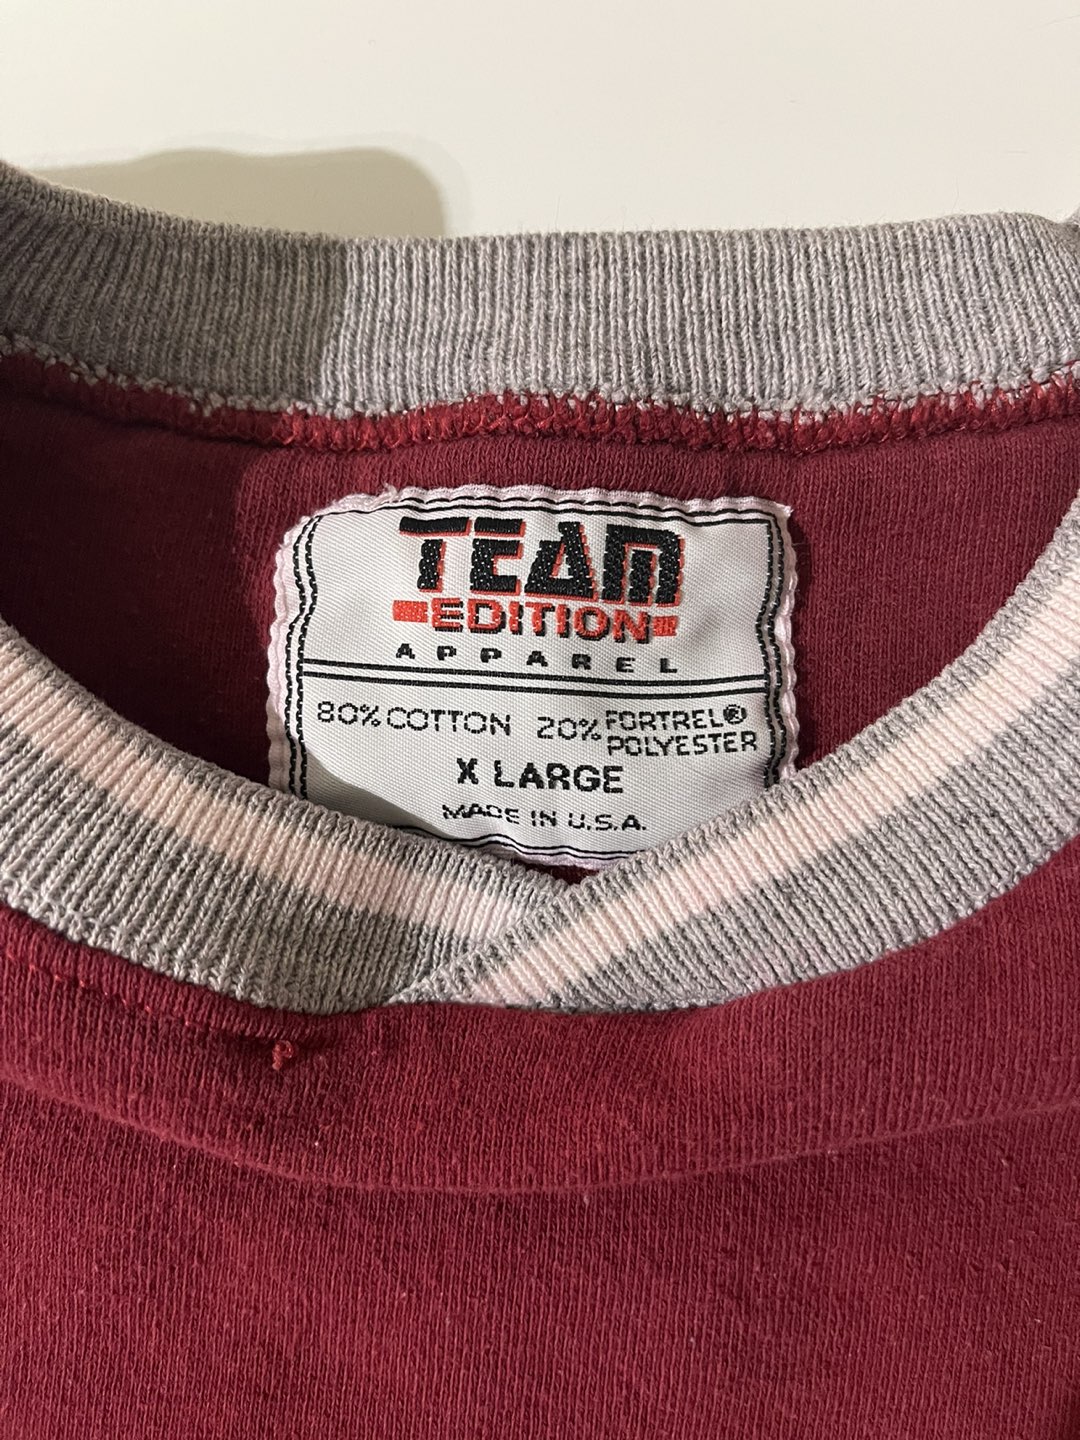 TEAM
EDITION
APPAREL
80% COTTON 20% FORTREL®
POLYESTER
X LARGE
MADE IN U.S.A.